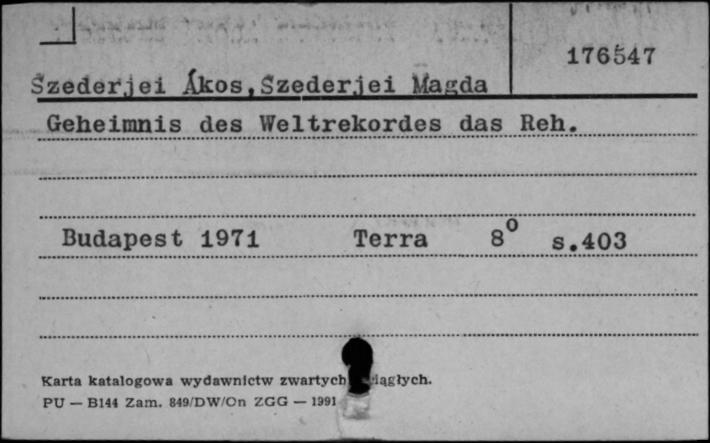 176547
Szederjei Ákos,Szederjei Magda
Geheimnis des Weltrekordes das Reh.
Budapest 1971 Terra 8⁰ s.403
Karta katalogowa wydawnictw zwartych
PU — B144 Zam. 849/DW/On ZGG — 1991